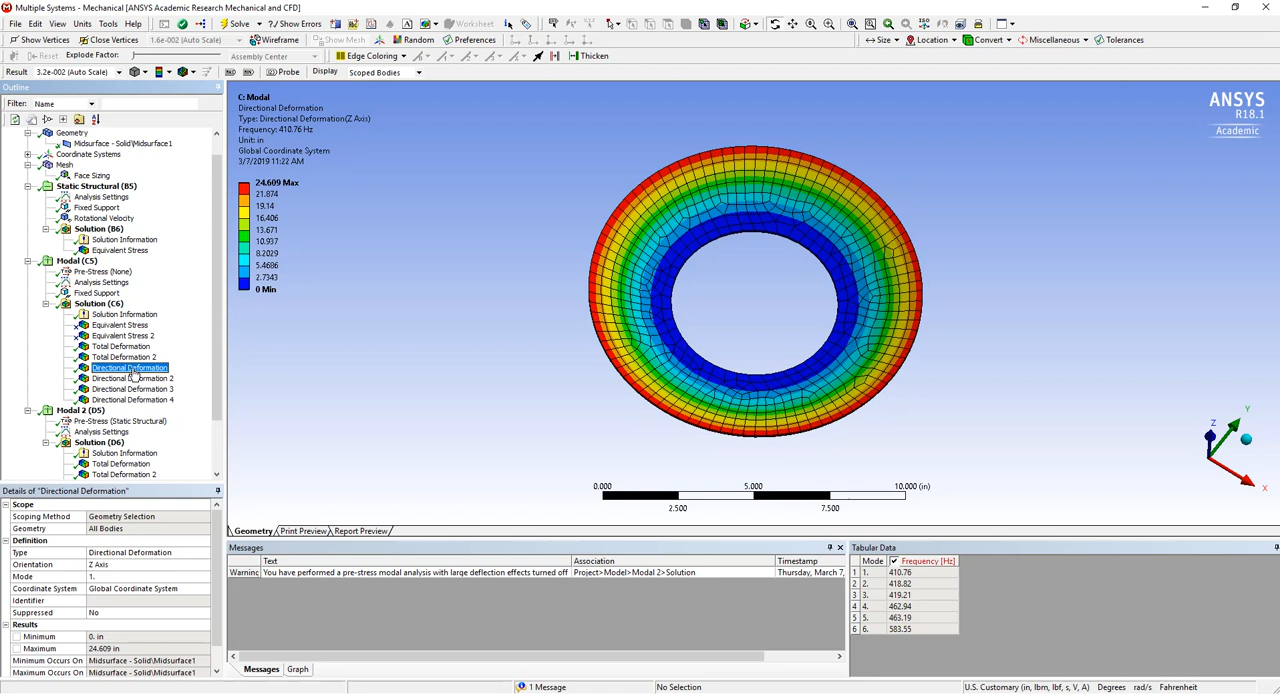 Multiple Systems - Mechanical [ANSYS Academic Research Mechanical and CFD]
File Edit View Units Tools Help Solve ?/ Show Errors Worksheet
Show Vertices Close Vertices 1.6e-002 (Auto Scale) Wireframe Show Mesh Random Preferences Size Location Convert Miscellaneous Tolerances
Reset Explode Factor: Assembly Center Edge Coloring Thicken
Result 3.2e-002 (Auto Scale) Probe Display Scoped Bodies
Outline
Filter: Name
Geometry
Midsurface - Solid\Midsurface1
Coordinate Systems
Mesh
Face Sizing
Static Structural (B5)
Analysis Settings
Fixed Support
Rotational Velocity
Solution (B6)
Solution Information
Equivalent Stress
Modal (C5)
Pre-Stress (None)
Analysis Settings
Fixed Support
Solution (C6)
Solution Information
Equivalent Stress
Equivalent Stress 2
Total Deformation
Total Deformation 2
Directional Deformation
Directional Deformation 2
Directional Deformation 3
Directional Deformation 4
Modal 2 (D5)
Pre-Stress (Static Structural)
Analysis Settings
Solution (D6)
Solution Information
Total Deformation
Total Deformation 2
Details of "Directional Deformation"
Scope
Scoping Method Geometry Selection
Geometry All Bodies
Definition
Type Directional Deformation
Orientation Z Axis
Mode 1.
Coordinate System Global Coordinate System
Identifier
Suppressed No
Results
Minimum 0. in
Maximum 24.609 in
Minimum Occurs On Midsurface - Solid\Midsurface1
Maximum Occurs On Midsurface - Solid\Midsurface1
C: Modal
Directional Deformation
Type: Directional Deformation(Z Axis)
Frequency: 410.76 Hz
Unit: in
Global Coordinate System
3/7/2019 11:22 AM
24.609 Max
21.874
19.14
16.406
13.671
10.937
8.2029
5.4686
2.7343
0 Min
ANSYS
R18.1
Academic
Z Y X
0.000 5.000 10.000 (in)
2.500 7.500
Geometry Print Preview Report Preview
Messages
Text Association Timestamp
Warninc You have performed a pre-stress modal analysis with large deflection effects turned off Project>Model>Modal 2>Solution Thursday, March 7,
Messages Graph
Tabular Data
Mode Frequency [Hz]
1 1. 410.76
2 2. 418.82
3 3. 419.21
4 4. 462.94
5 5. 463.19
6 6. 583.55
1 Message No Selection U.S. Customary (in, lbm, lbf, s, V, A) Degrees rad/s Fahrenheit